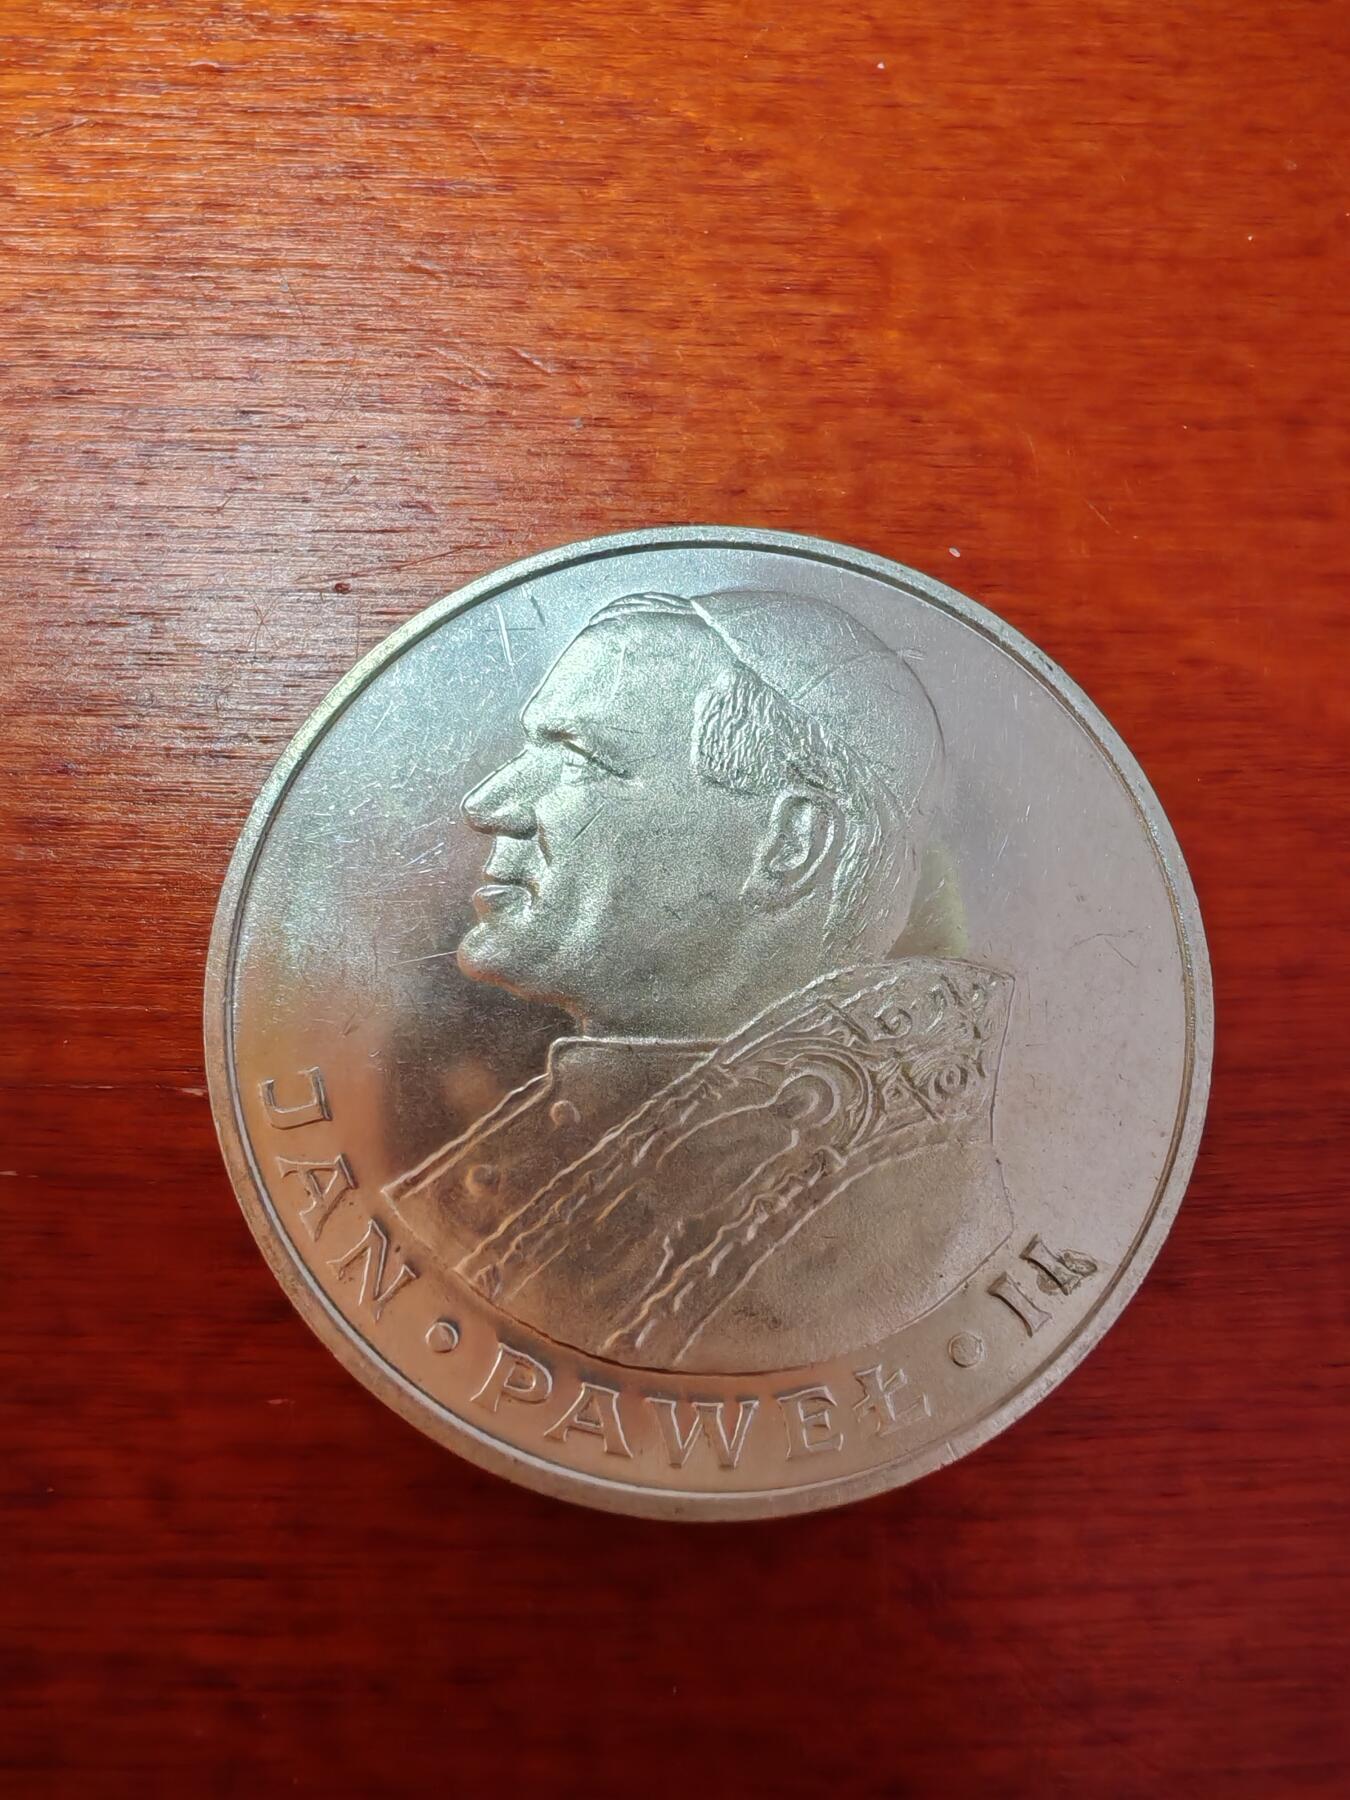 JAN • PAWEŁ • II